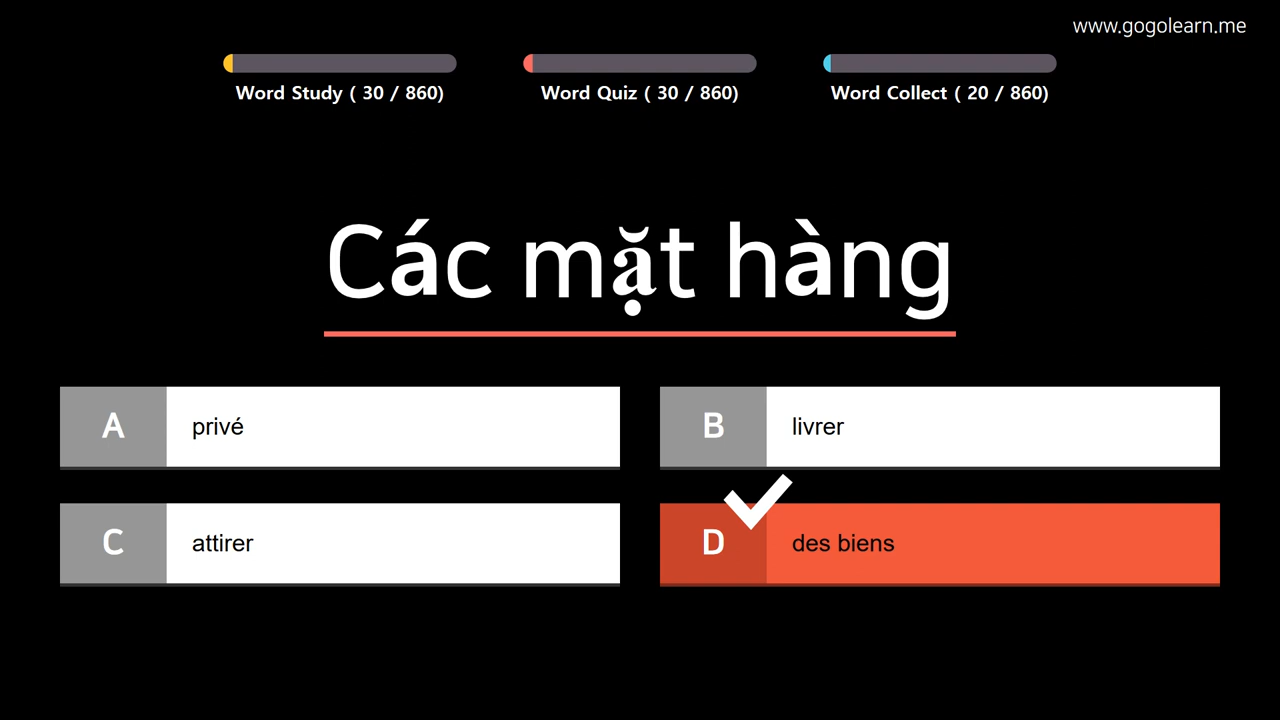 www.gogolearn.me
Word Study ( 30 / 860)
Word Quiz ( 30 / 860)
Word Collect ( 20 / 860)
Các mặt hàng
A privé
B livrer
C attirer
D des biens